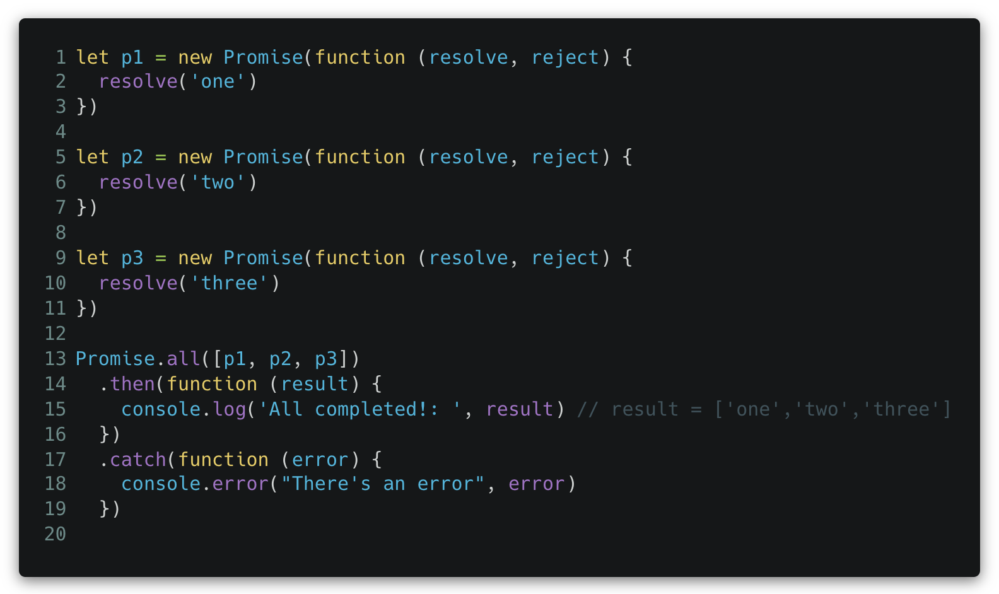 1 let p1 = new Promise(function (resolve, reject) {
2   resolve('one')
3 })
4
5 let p2 = new Promise(function (resolve, reject) {
6   resolve('two')
7 })
8
9 let p3 = new Promise(function (resolve, reject) {
10   resolve('three')
11 })
12
13 Promise.all([p1, p2, p3])
14   .then(function (result) {
15     console.log('All completed!: ', result) // result = ['one','two','three']
16   })
17   .catch(function (error) {
18     console.error("There's an error", error)
19   })
20